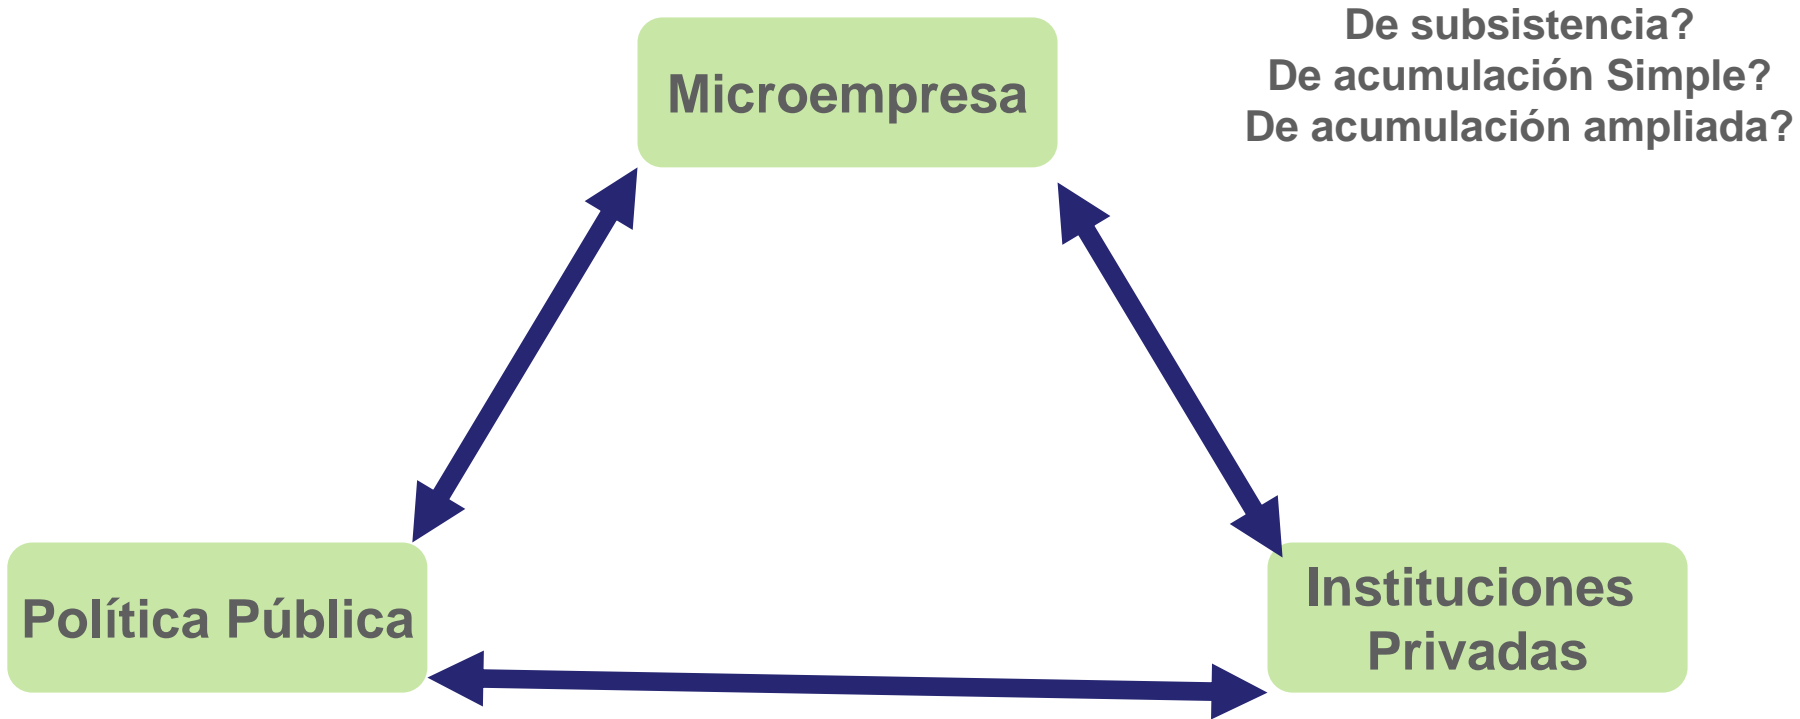 De subsistencia?
De acumulación Simple?
De acumulación ampliada?
Microempresa
Política Pública
Instituciones
Privadas